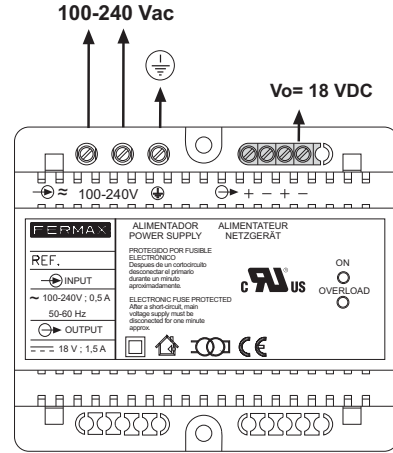 100-240 Vac
Vo= 18 VDC
≈ 100-240V + - + -
FERMAX
REF.
INPUT
~ 100-240V ; 0,5 A
50-60 Hz
OUTPUT
18 V ; 1,5A
ALIMENTADOR
POWER SUPPLY
ALIMENTATEUR
NETZGERÄT
PROTEGIDO POR FUSIBLE
ELECTRÓNICO
Despues de un cortocircuito
desconectar el primario
durante un minuto
aproximadamente.
ELECTRONIC FUSE PROTECTED
After a short-circuit, main
voltage supply must be
disconected for one minute
approx.
c RU ® US
CE
ON
OVERLOAD